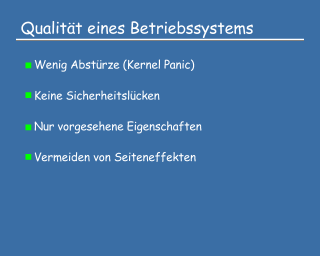 Qualität eines Betriebssystems
Wenig Abstürze (Kernel Panic)
Keine Sicherheitslücken
Nur vorgesehene Eigenschaften
Vermeiden von Seiteneffekten